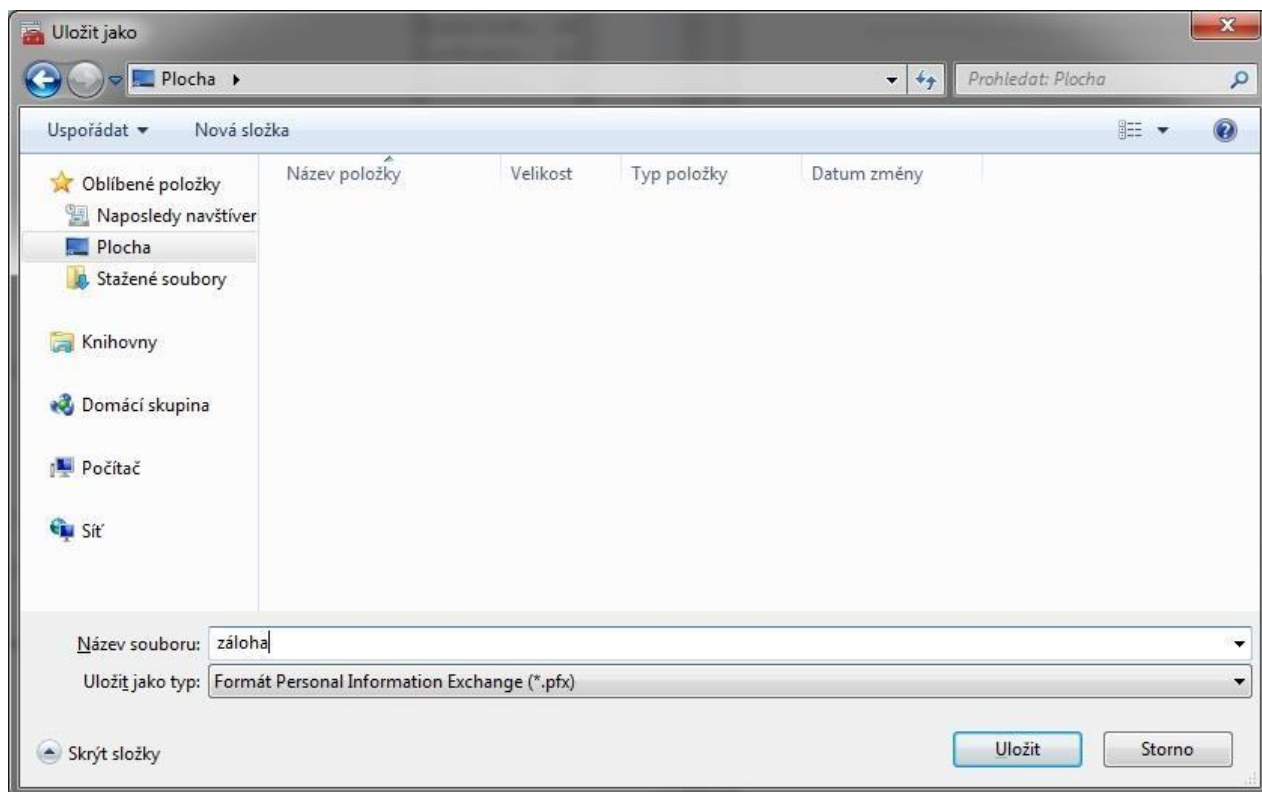 Uložit jako
Plocha
Prohledat: Plocha
Uspořádat
Nová složka
Název položky
Velikost
Typ položky
Datum změny
Oblíbené položky
Naposledy navštíver
Plocha
Stažené soubory
Knihovny
Domácí skupina
Počítač
Síť
Název souboru: záloha
Uložit jako typ: Formát Personal Information Exchange (*.pfx)
Skrýt složky
Uložit
Storno